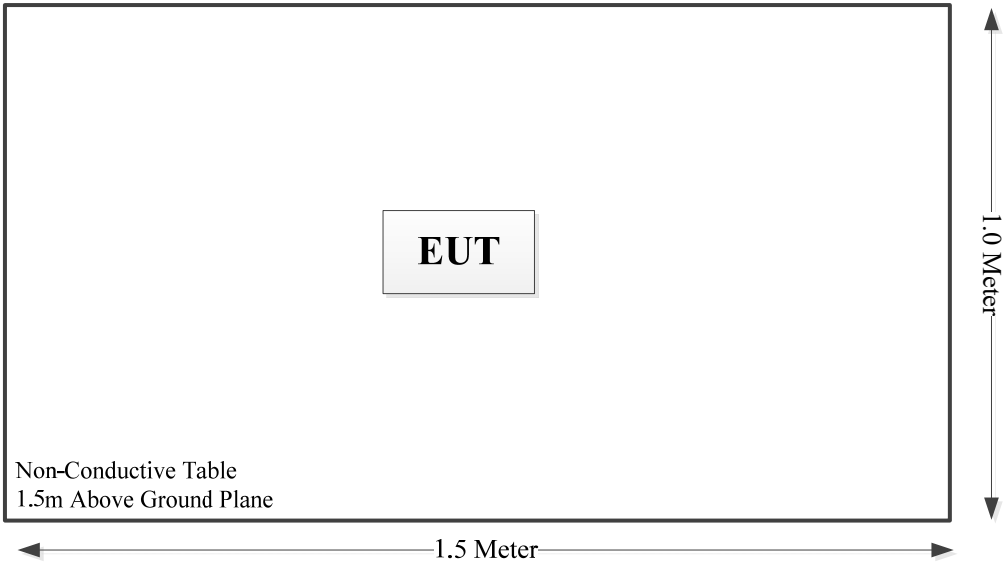 EUT
1.0 Meter
Non-Conductive Table
1.5m Above Ground Plane
1.5 Meter